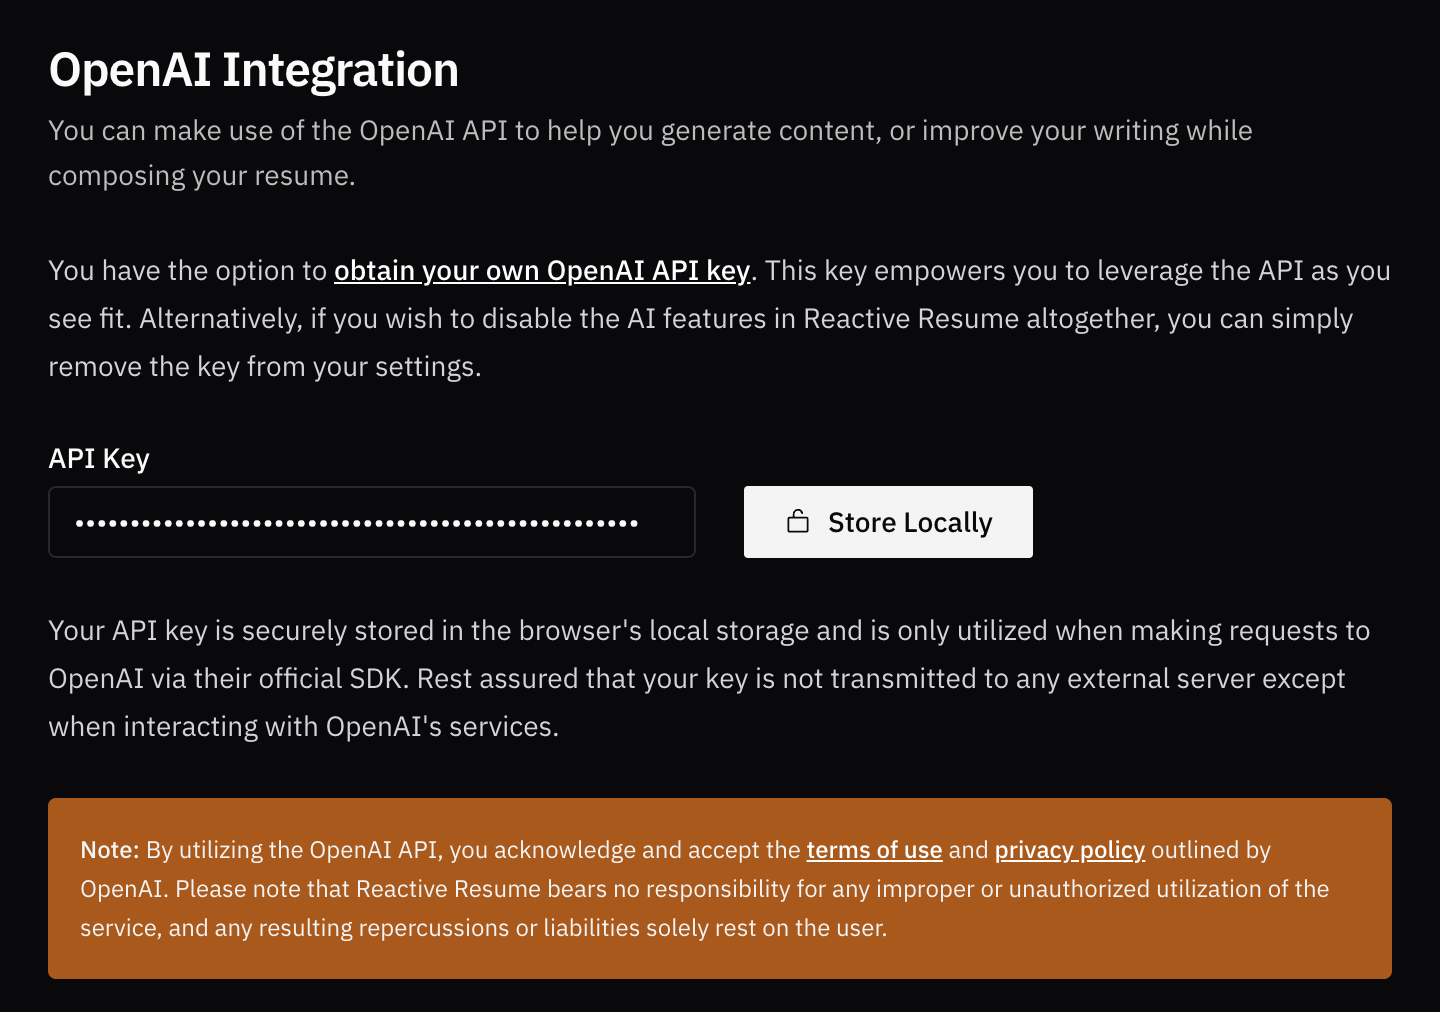 OpenAI Integration
You can make use of the OpenAI API to help you generate content, or improve your writing while
composing your resume.
You have the option to obtain your own OpenAI API key. This key empowers you to leverage the API as you
see fit. Alternatively, if you wish to disable the AI features in Reactive Resume altogether, you can simply
remove the key from your settings.
API Key
Store Locally
Your API key is securely stored in the browser's local storage and is only utilized when making requests to
OpenAI via their official SDK. Rest assured that your key is not transmitted to any external server except
when interacting with OpenAI's services.
Note: By utilizing the OpenAI API, you acknowledge and accept the terms of use and privacy policy outlined by
OpenAI. Please note that Reactive Resume bears no responsibility for any improper or unauthorized utilization of the
service, and any resulting repercussions or liabilities solely rest on the user.